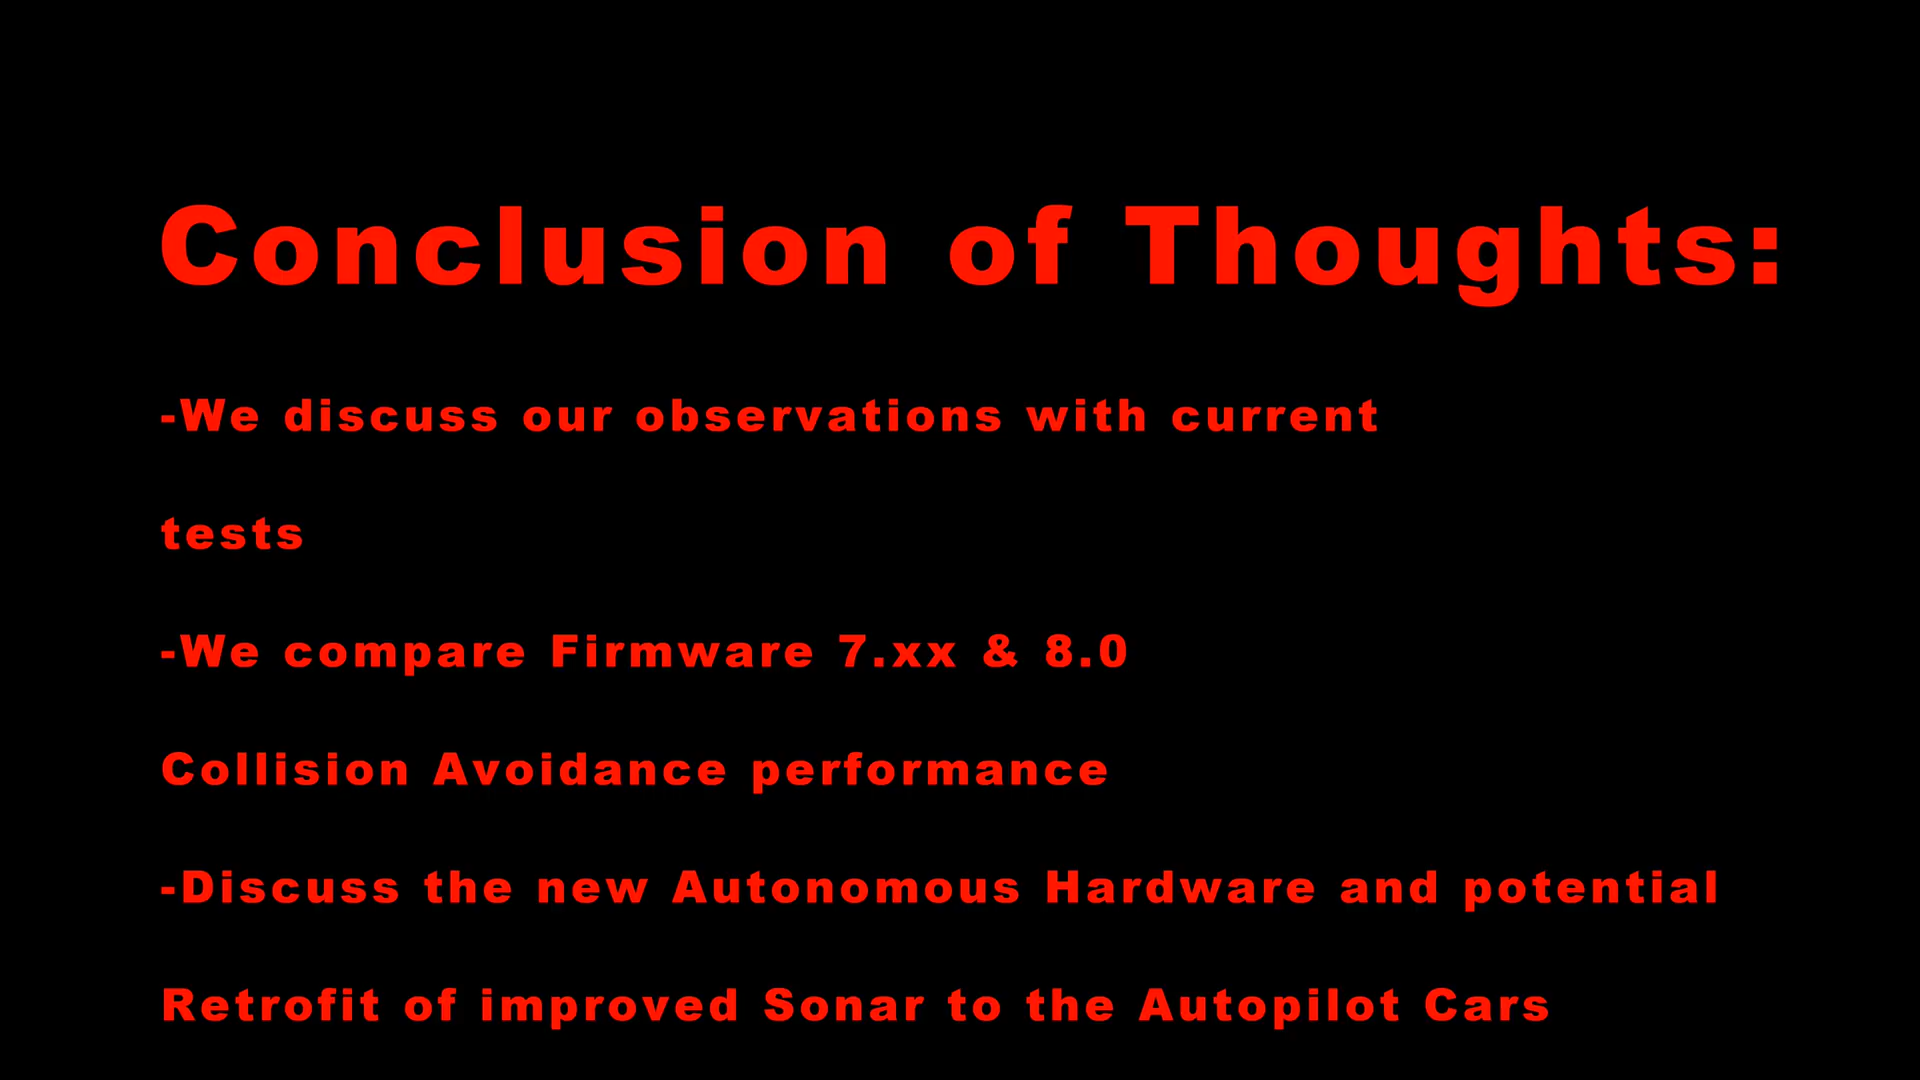 Conclusion of Thoughts:
-We discuss our observations with current
tests
-We compare Firmware 7.xx & 8.0
Collision Avoidance performance
-Discuss the new Autonomous Hardware and potential
Retrofit of improved Sonar to the Autopilot Cars